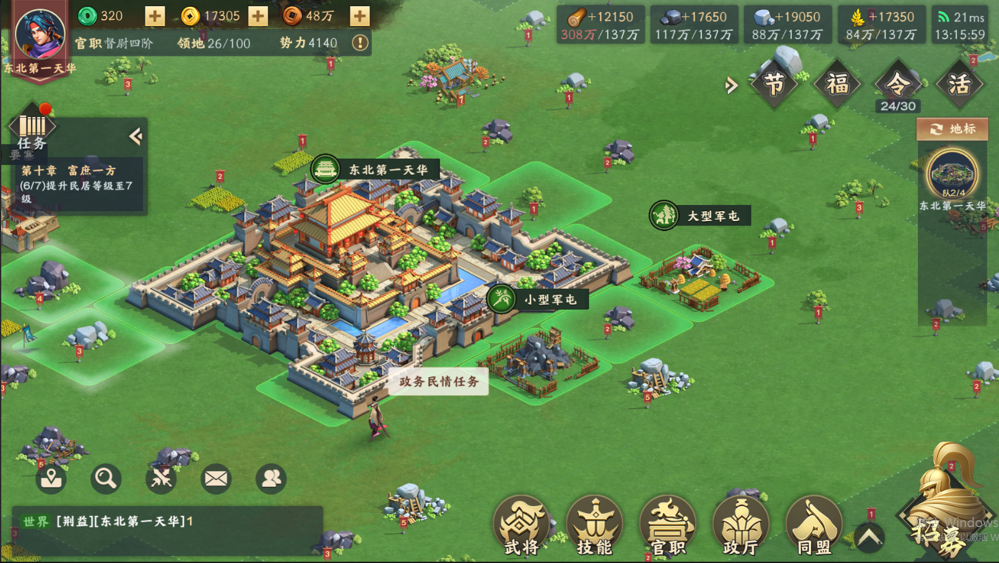 320
17305
48万
+12150
308万/137万
+17650
117万/137万
+19050
88万/137万
+17350
84万/137万
21ms
13:15:59
官职督尉四阶
领地26/100
势力4140
东北第一天华
节
福
令
活
24/30
任务
要塞
第十章 富庶一方
(6/7)提升民居等级至7
级
地标
队2/4
东北第一天华
东北第一天华
大型军屯
小型军屯
政务民情任务
世界 [荆益][东北第一天华]1
武将
技能
官职
政厅
同盟
招募